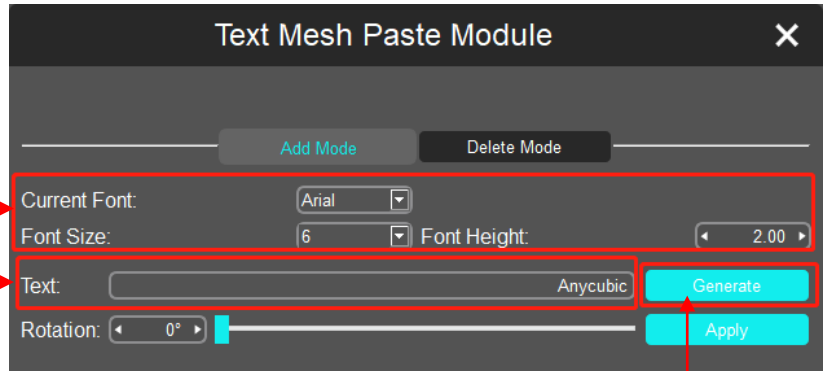 Text Mesh Paste Module
Add Mode Delete Mode
Current Font: Arial
Font Size: 6 Font Height: 2.00
Text: Anycubic Generate
Rotation: 0° Apply